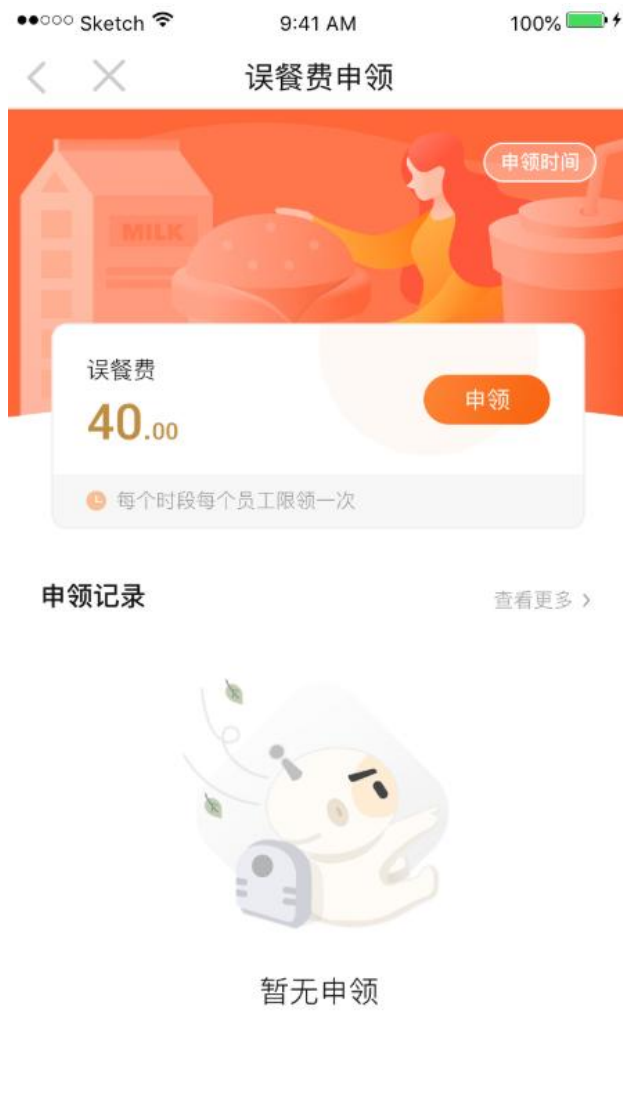 Sketch 9:41 AM 100%
误餐费申领
申领时间
MILK
误餐费
40.00
申领
每个时段每个员工限领一次
申领记录 查看更多
暂无申领